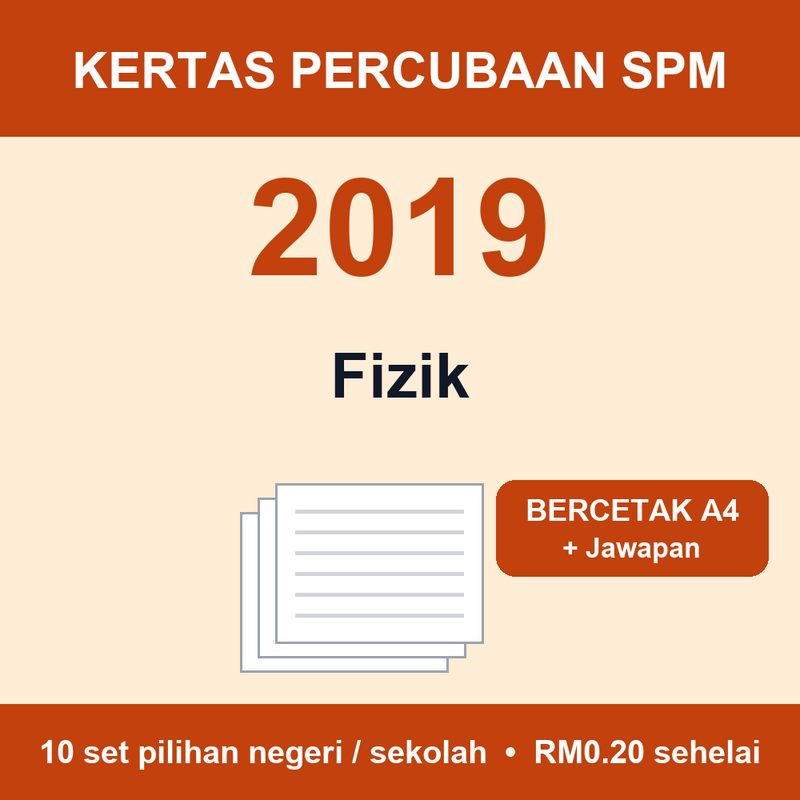 KERTAS PERCUBAAN SPM
2019
Fizik
BERCETAK A4
+ Jawapan
10 set pilihan negeri / sekolah • RM0.20 sehelai